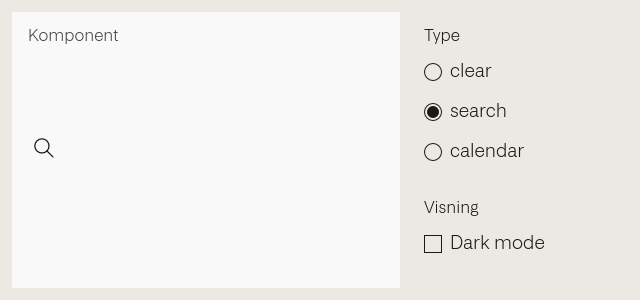 Komponent
Type
clear
search
calendar
Visning
Dark mode